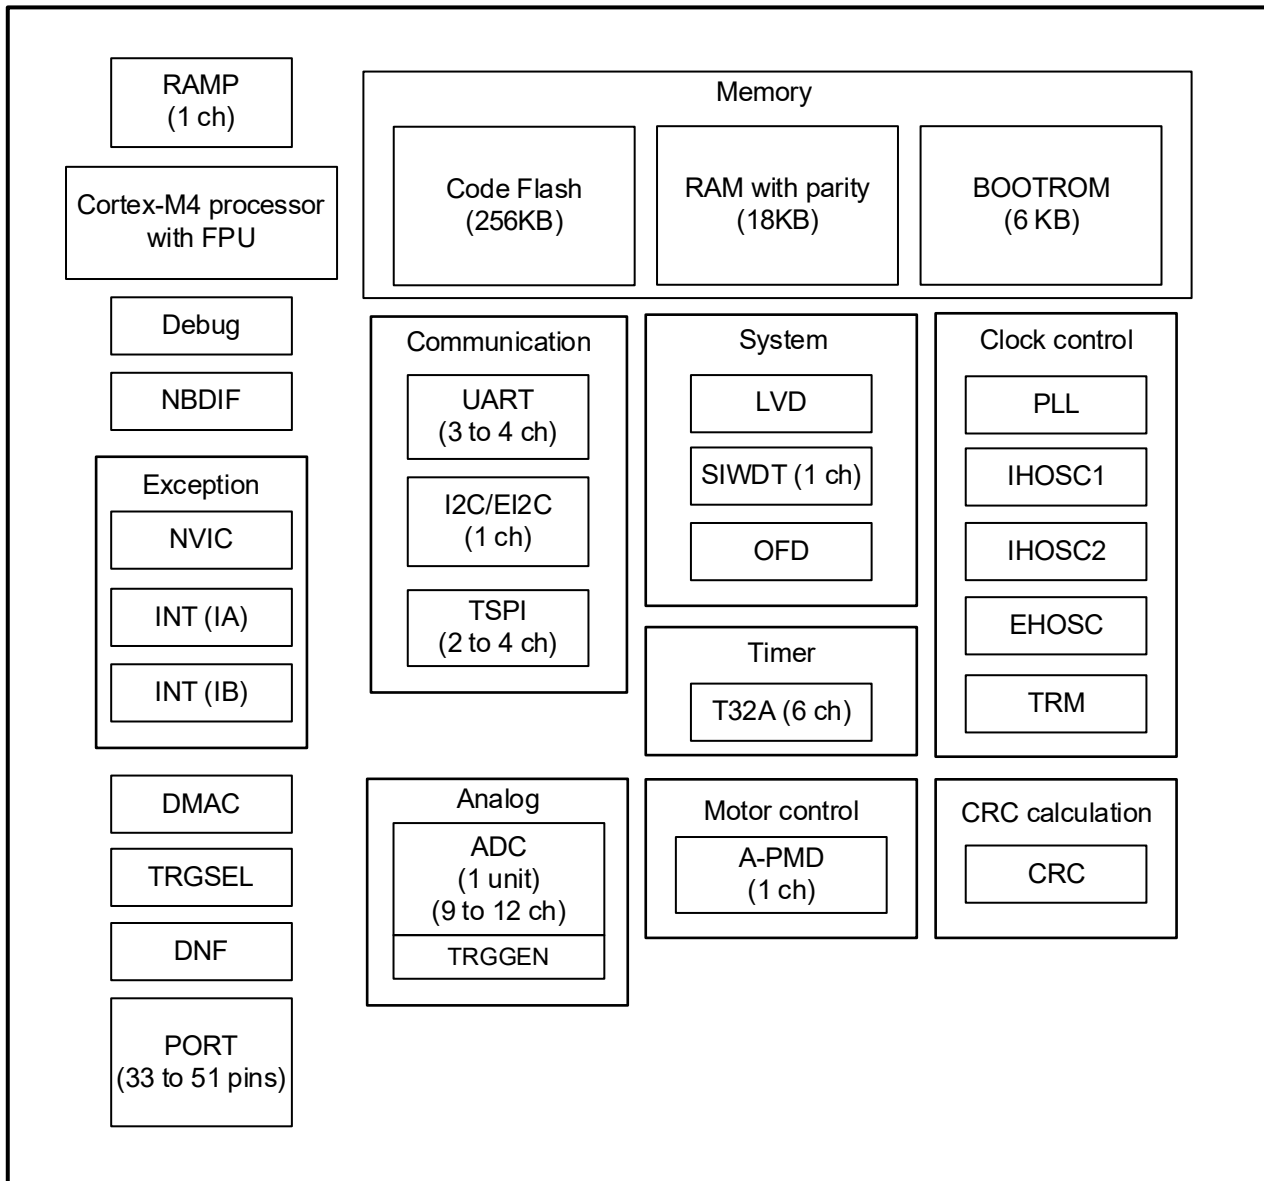 RAMP
(1 ch)
Cortex-M4 processor
with FPU
Debug
NBDIF
Exception
NVIC
INT (IA)
INT (IB)
DMAC
TRGSEL
DNF
PORT
(33 to 51 pins)
Memory
Code Flash
(256KB)
RAM with parity
(18KB)
BOOTROM
(6 KB)
Communication
UART
(3 to 4 ch)
I2C/EI2C
(1 ch)
TSPI
(2 to 4 ch)
System
LVD
SIWDT (1 ch)
OFD
Timer
T32A (6 ch)
Clock control
PLL
IHOSC1
IHOSC2
EHOSC
TRM
Analog
ADC
(1 unit)
(9 to 12 ch)
TRGGEN
Motor control
A-PMD
(1 ch)
CRC calculation
CRC